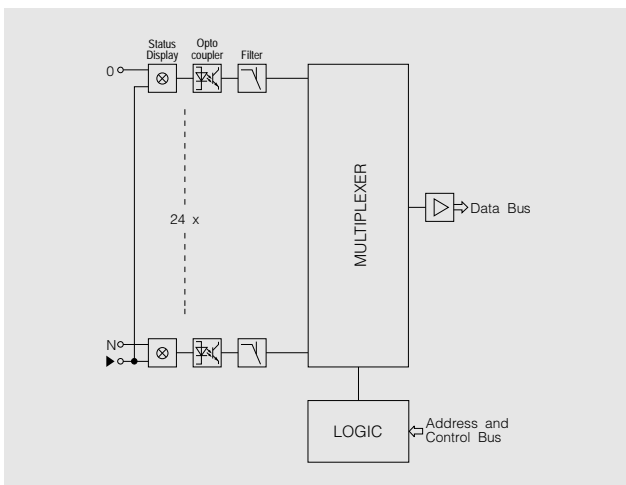 Status Display
Opto coupler
Filter
0
24 x
MULTIPLEXER
Data Bus
N
LOGIC
Address and
Control Bus